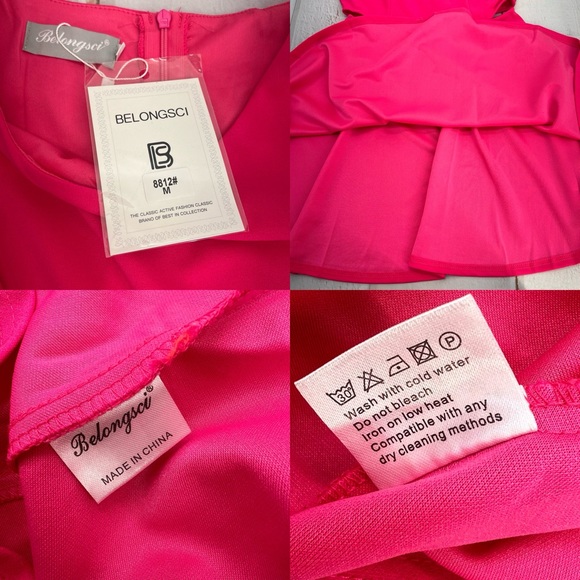 Belongsci®
BELONGSCI
B
8812#
M
THE CLASSIC ACTIVE FASHION CLASSIC
BRAND OF BEST IN COLLECTION
Belongsci®
MADE IN CHINA
30° P
Wash with cold water
Do not bleach
Iron on low heat
Compatible with any
dry cleaning methods